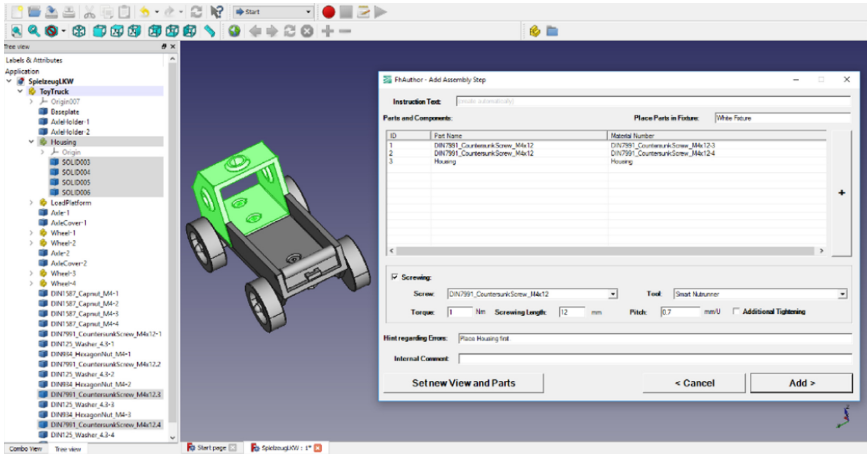 Start
Tree view
Labels & Attributes
Application
SpielzeugLKW
ToyTruck
Origin007
Baseplate
AxleHolder-1
AxleHolder-2
Housing
Origin
SOLID003
SOLID004
SOLID005
SOLID006
LoadPlatform
Axle-1
AxleCover-1
Wheel-1
Wheel-2
Axle-2
AxleCover-2
Wheel-3
Wheel-4
DIN1587_Capnut_M4-1
DIN1587_Capnut_M4-2
DIN1587_Capnut_M4-3
DIN1587_Capnut_M4-4
DIN7991_CountersunkScrew_M4x12-1
DIN125_Washer_4.3-1
DIN934_HexagonNut_M4-1
DIN7991_CountersunkScrew_M4x12.2
DIN125_Washer_4.3-2
DIN934_HexagonNut_M4-2
DIN7991_CountersunkScrew_M4x12.3
DIN125_Washer_4.3-3
DIN934_HexagonNut_M4-3
DIN7991_CountersunkScrew_M4x12.4
DIN125_Washer_4.3-4
Combo View Tree view
Start page SpielzeugLKW : 1*
FhAuthor - Add Assembly Step
Instruction Text: (create automatically)
Parts and Components: Place Parts in Fixture: White Fixture
ID Part Name Material Number
1 DIN7991_CountersunkScrew_M4x12 DIN7991_CountersunkScrew_M4x12-3
2 DIN7991_CountersunkScrew_M4x12 DIN7991_CountersunkScrew_M4x12-4
3 Housing Housing
+
Screwing:
Screw: DIN7991_CountersunkScrew_M4x12 Tool: Smart Nutrunner
Torque: 1 Nm Screwing Length: 12 mm Pitch: 0.7 mm/U Additional Tightening
Hint regarding Errors: Place Housing first
Internal Comment:
Set new View and Parts < Cancel Add >